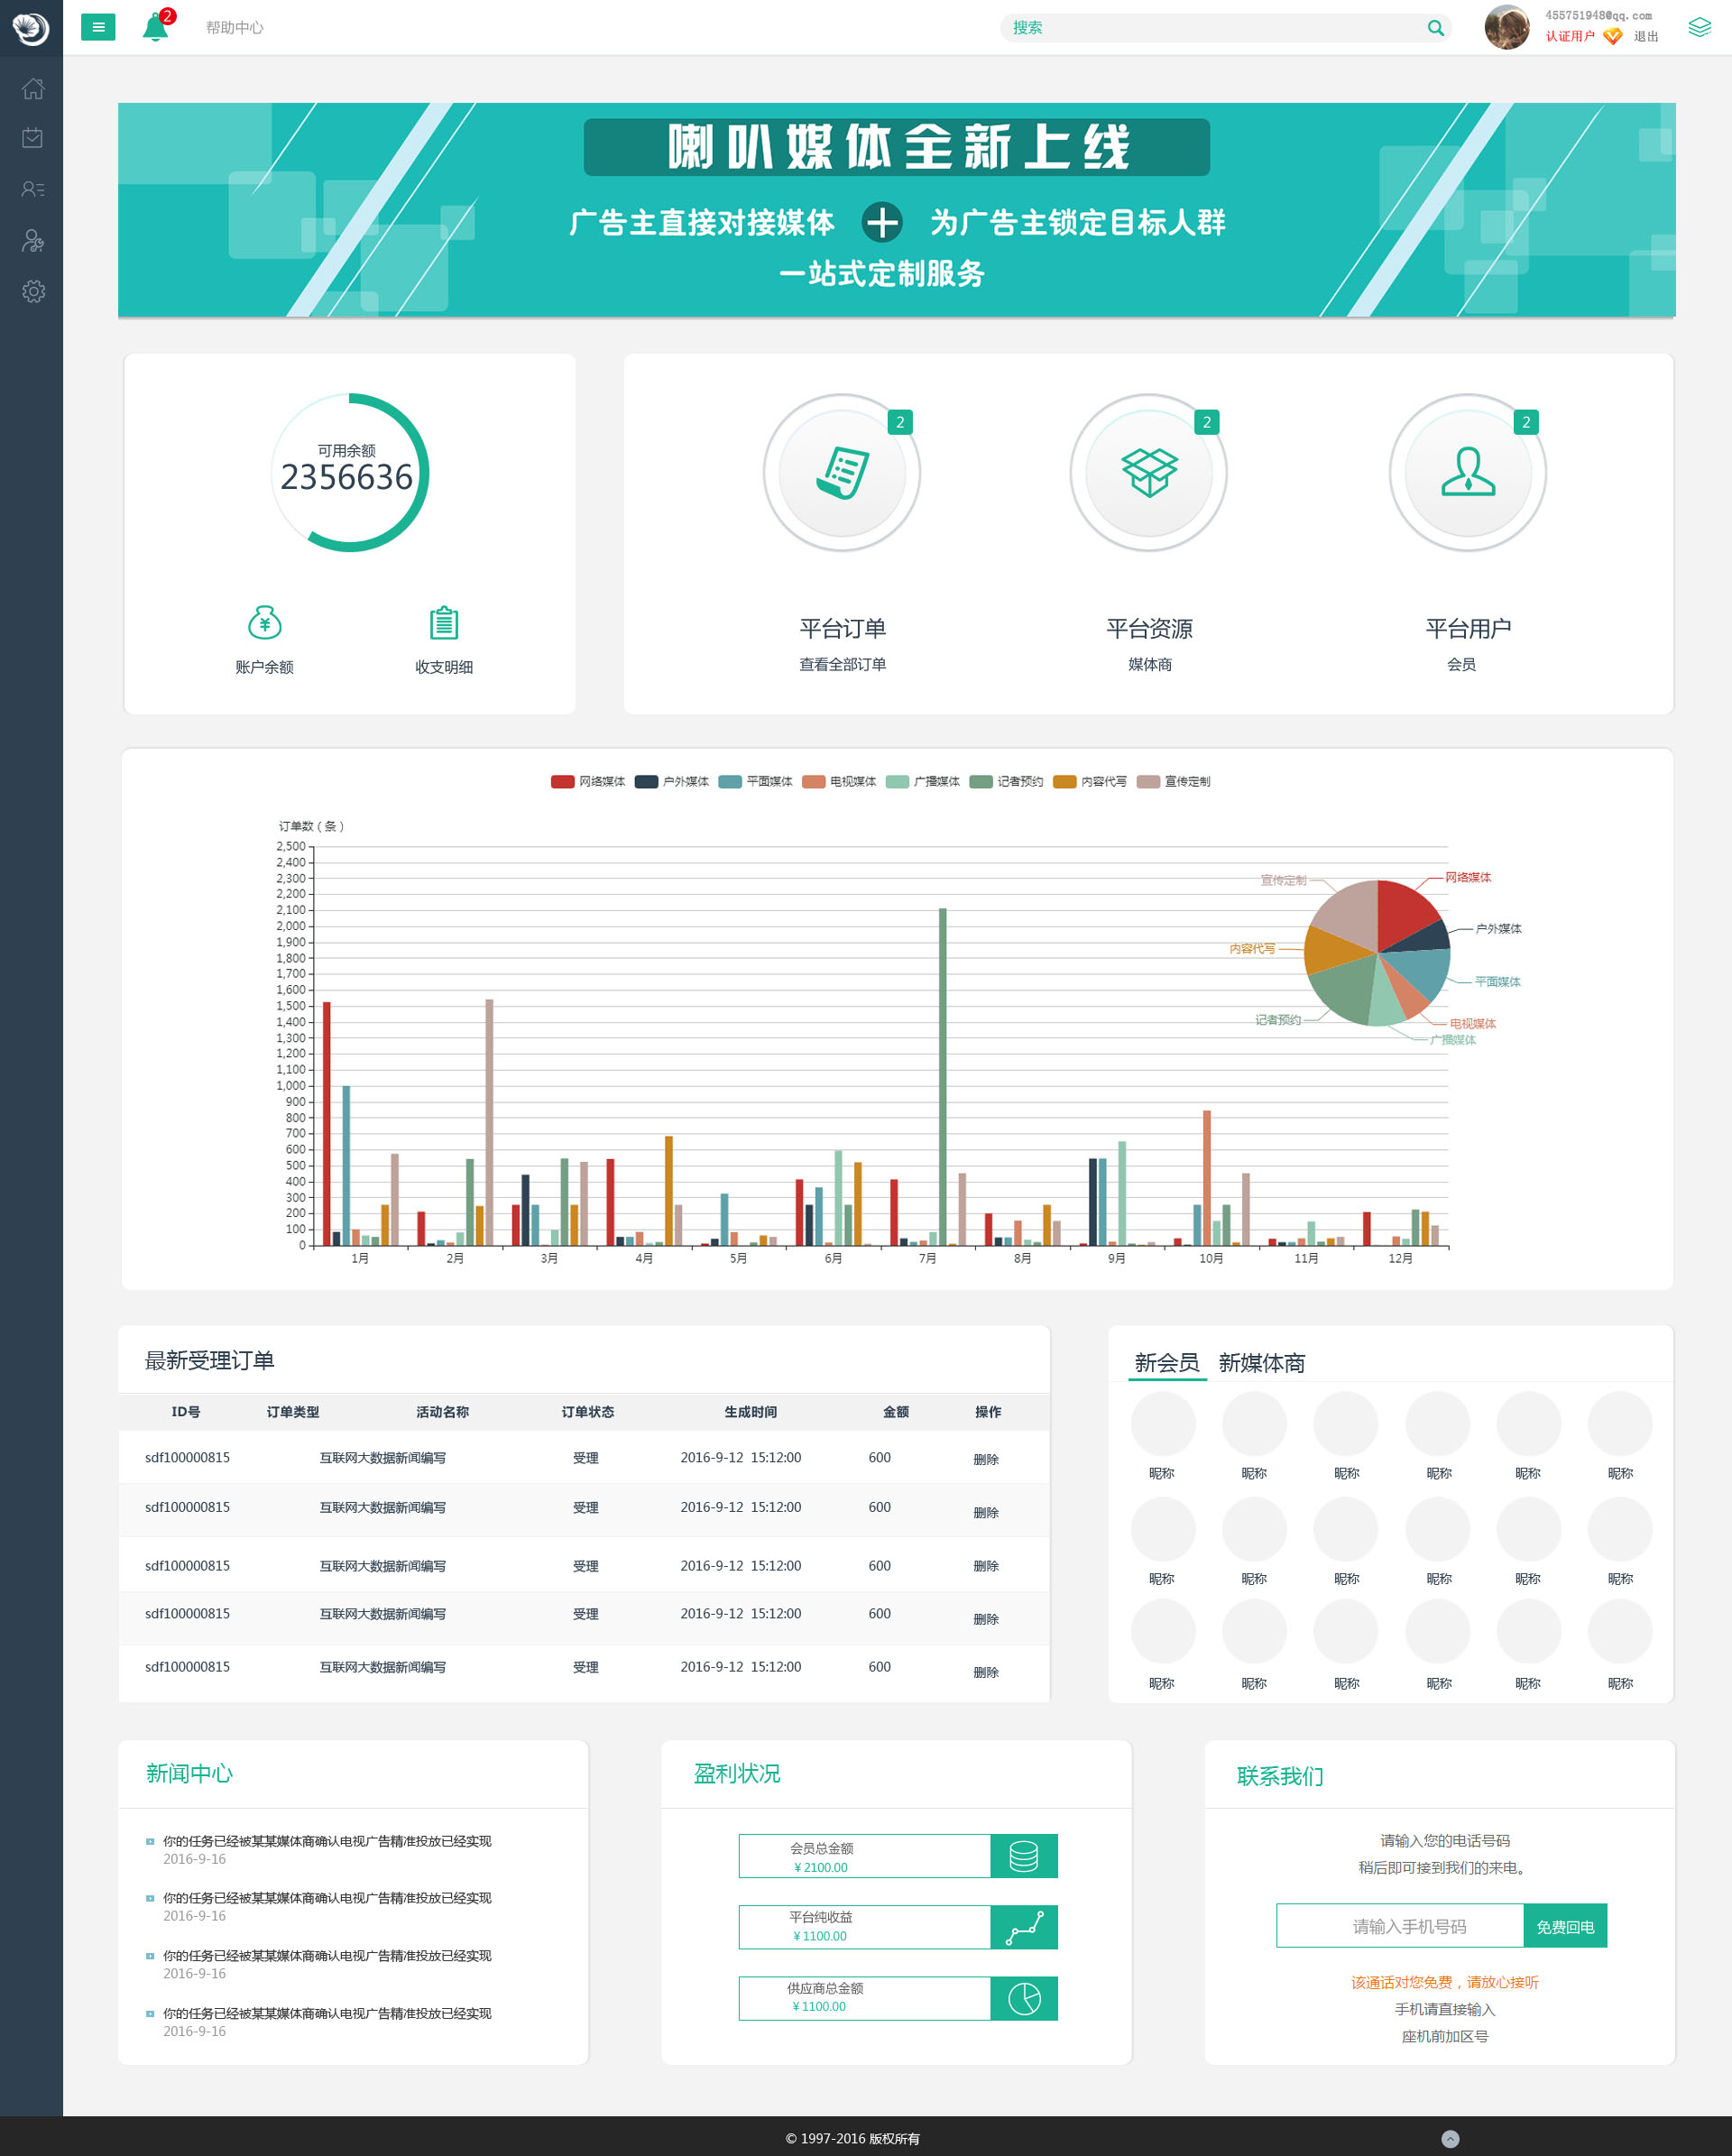 2
帮助中心
搜索
455751948@qq.com
认证用户 退出
喇叭媒体全新上线
广告主直接对接媒体 + 为广告主锁定目标人群
一站式定制服务
可用余额
2356636
账户余额 收支明细
2 2 2
平台订单 平台资源 平台用户
查看全部订单 媒体商 会员
网络媒体 户外媒体 平面媒体 电视媒体 广播媒体 记者预约 内容代写 宣传定制
订单数（条）
2,500
2,400
2,300
2,200
2,100
2,000
1,900
1,800
1,700
1,600
1,500
1,400
1,300
1,200
1,100
1,000
900
800
700
600
500
400
300
200
100
0
1月 2月 3月 4月 5月 6月 7月 8月 9月 10月 11月 12月
宣传定制 网络媒体
户外媒体
内容代写
平面媒体
记者预约 电视媒体
广播媒体
最新受理订单
ID号 订单类型 活动名称 订单状态 生成时间 金额 操作
sdf100000815 互联网大数据新闻编写 受理 2016-9-12 15:12:00 600 删除
sdf100000815 互联网大数据新闻编写 受理 2016-9-12 15:12:00 600 删除
sdf100000815 互联网大数据新闻编写 受理 2016-9-12 15:12:00 600 删除
sdf100000815 互联网大数据新闻编写 受理 2016-9-12 15:12:00 600 删除
sdf100000815 互联网大数据新闻编写 受理 2016-9-12 15:12:00 600 删除
新会员 新媒体商
昵称 昵称 昵称 昵称 昵称 昵称
昵称 昵称 昵称 昵称 昵称 昵称
昵称 昵称 昵称 昵称 昵称 昵称
新闻中心
你的任务已经被某某媒体商确认电视广告精准投放已经实现
2016-9-16
你的任务已经被某某媒体商确认电视广告精准投放已经实现
2016-9-16
你的任务已经被某某媒体商确认电视广告精准投放已经实现
2016-9-16
你的任务已经被某某媒体商确认电视广告精准投放已经实现
2016-9-16
盈利状况
会员总金额
¥ 2100.00
平台纯收益
¥ 1100.00
供应商总金额
¥ 1100.00
联系我们
请输入您的电话号码
稍后即可接到我们的来电。
请输入手机号码 免费回电
该通话对您免费，请放心接听
手机请直接输入
座机前加区号
© 1997-2016 版权所有